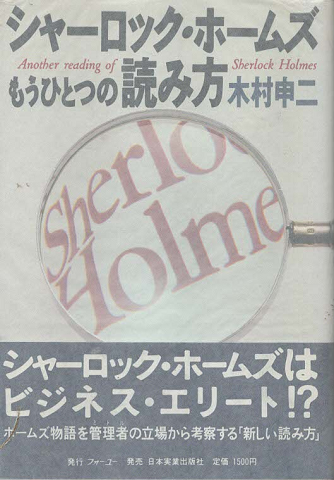 シャーロック・ホームズ
Another reading of Sherlock Holmes
もうひとつの読み方 木村申二
Sherlo
Sherlock
Holmes
シャーロック・ホームズは
ビジネス・エリート!?
ホームズ物語を管理者の立場から考察する「新しい読み方」
発行 フォーユー 発売 日本実業出版社 定価 1500円